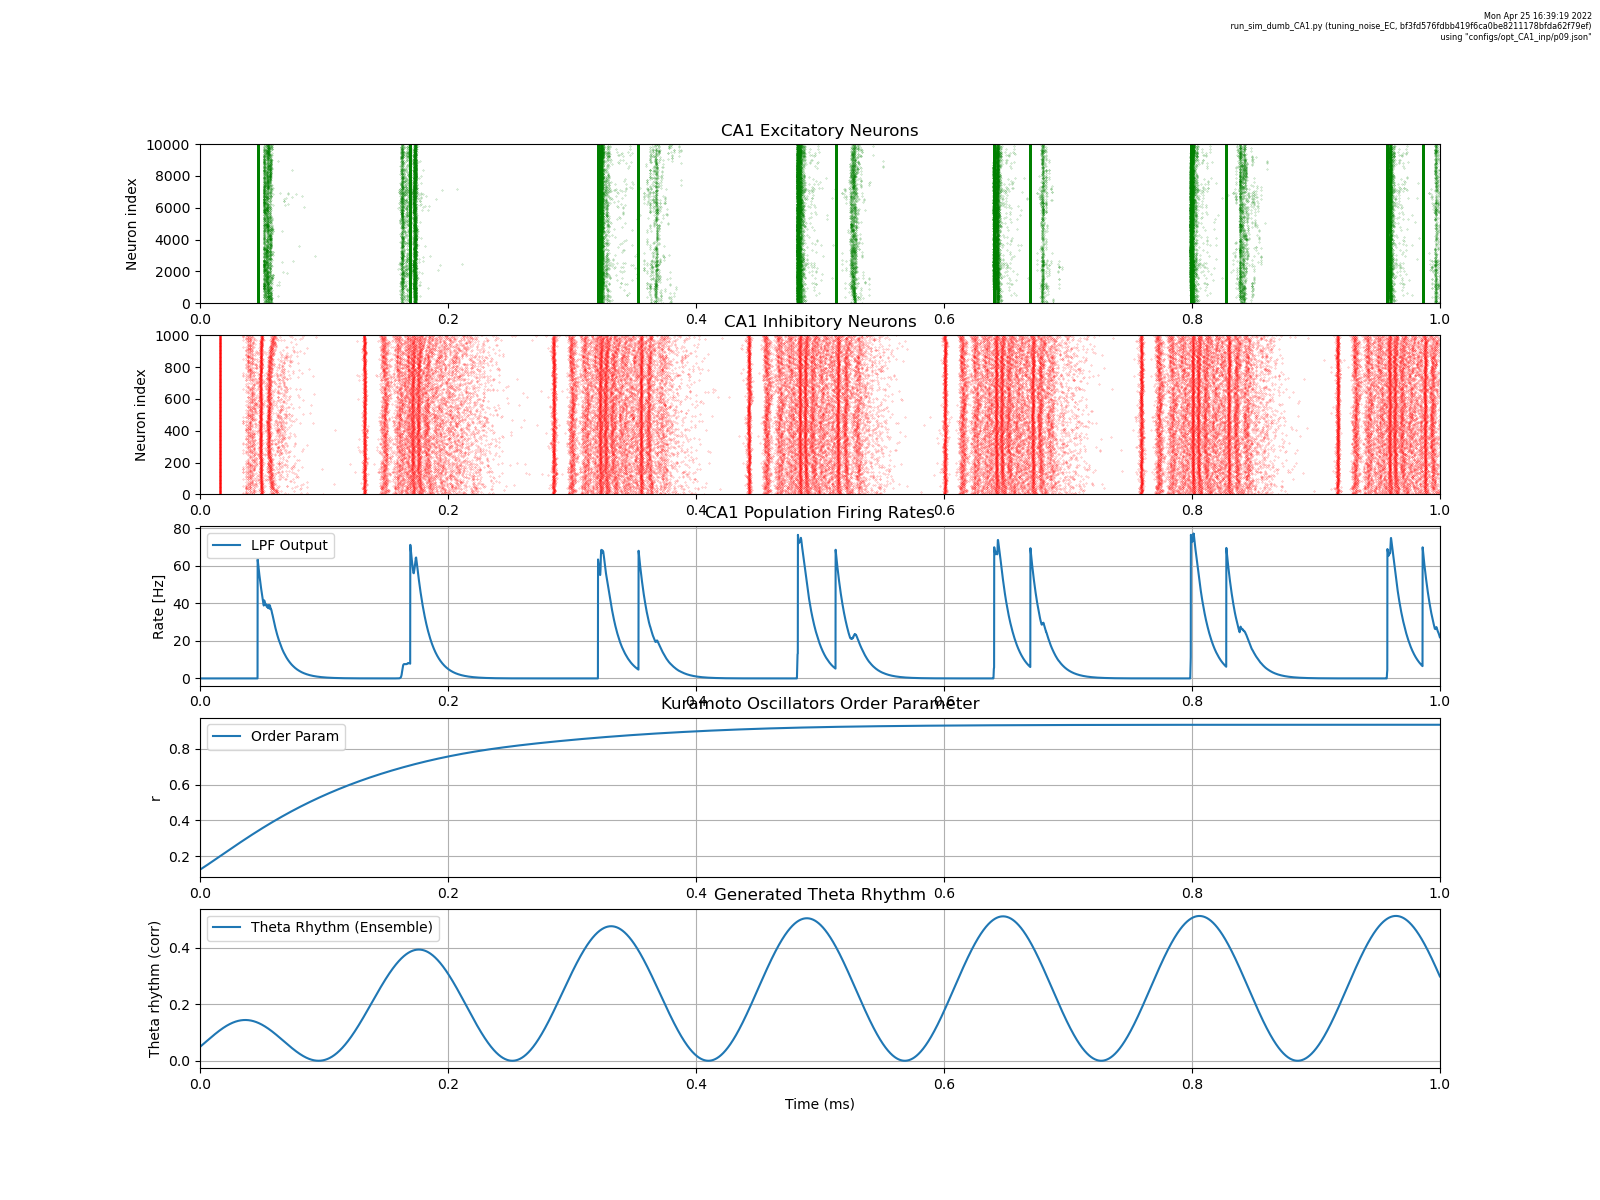 Mon Apr 25 16:39:19 2022
run_sim_dumb_CA1.py (tuning_noise_EC, bf3fd576fdbb419f6ca0be8211178bfda62f79ef)
using "configs/opt_CA1_inp/p09.json"
CA1 Excitatory Neurons
Neuron index
10000
8000
6000
4000
2000
0
0.0 0.2 0.4 0.6 0.8 1.0
CA1 Inhibitory Neurons
Neuron index
1000
800
600
400
200
0
0.0 0.2 0.4 0.6 0.8 1.0
CA1 Population Firing Rates
Rate [Hz]
80
60
40
20
0
LPF Output
0.0 0.2 0.4 0.6 0.8 1.0
Kuramoto Oscillators Order Parameter
r
0.8
0.6
0.4
0.2
Order Param
0.0 0.2 0.4 0.6 0.8 1.0
Generated Theta Rhythm
Theta rhythm (corr)
0.4
0.2
0.0
Theta Rhythm (Ensemble)
0.0 0.2 0.4 0.6 0.8 1.0
Time (ms)